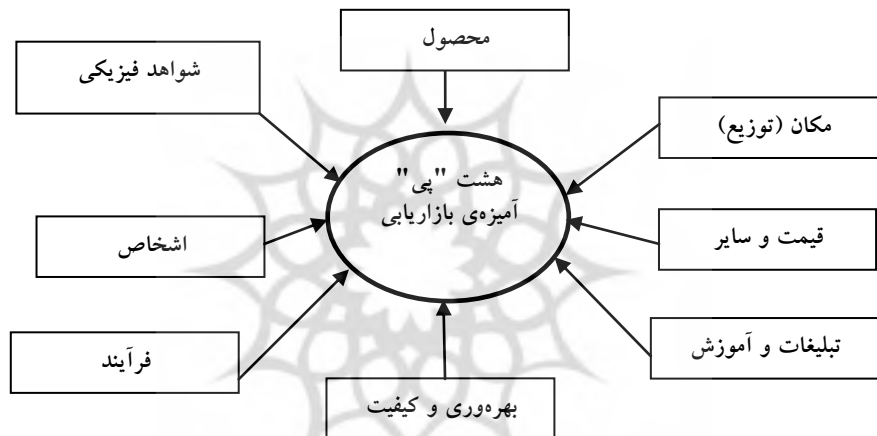 محصول
شواهد فیزیکی
مکان (توزیع)
هشت "پی"
آمیزه‌ی بازاریابی
قیمت و سایر
اشخاص
تبلیغات و آموزش
فرآیند
بهره‌وری و کیفیت